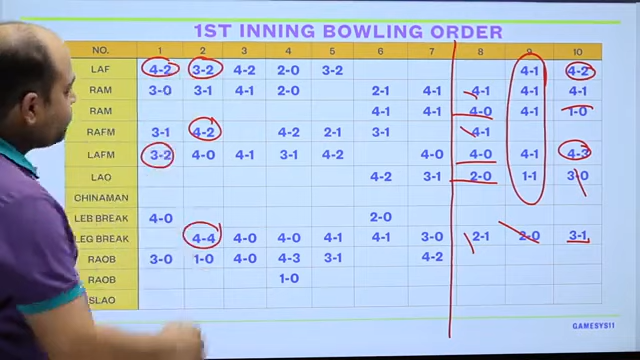 1ST INNING BOWLING ORDER
NO. 1 2 3 4 5 6 7 8 9 10
LAF 4-2 3-2 4-2 2-0 3-2 4-1 4-2
RAM 3-0 3-1 4-1 2-0 2-1 4-1 4-1 4-1 4-1
RAM 4-1 4-1 4-0 4-1 1-0
RAFM 3-1 4-2 4-2 2-1 3-1 4-1
LAFM 3-2 4-0 4-1 3-1 4-2 4-0 4-0 4-1 4-3
LAO 4-2 3-1 2-0 1-1 3-0
CHINAMAN
LEB BREAK 4-0 2-0
LEG BREAK 4-4 4-0 4-0 4-1 4-1 3-0 2-1 2-0 3-1
RAOB 3-0 1-0 4-0 4-3 3-1 4-2
RAOB 1-0
SLAO
GAMESYS11